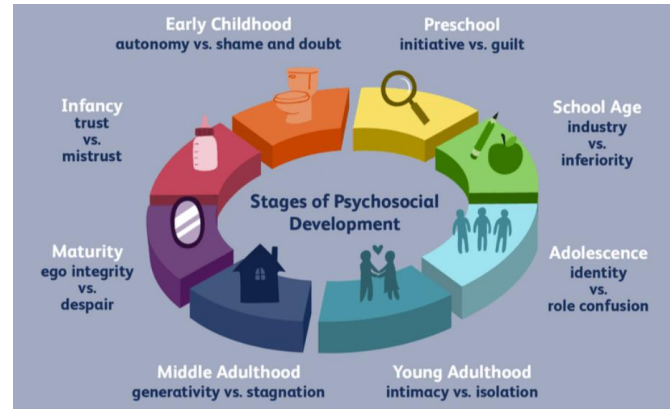 Early Childhood
autonomy vs. shame and doubt
Preschool
initiative vs. guilt
Infancy
trust
vs.
mistrust
School Age
industry
vs.
inferiority
Stages of Psychosocial
Development
Maturity
ego integrity
vs.
despair
Adolescence
identity
vs.
role confusion
Middle Adulthood
generativity vs. stagnation
Young Adulthood
intimacy vs. isolation